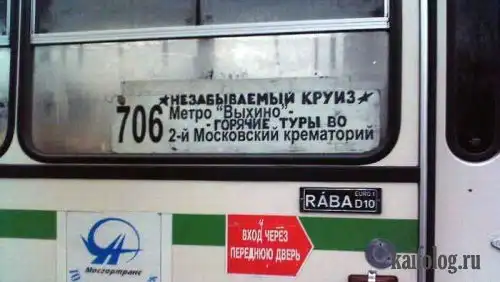 ★НЕЗАБЫВАЕМЫЙ КРУИЗ★
706 Метро "Выхино"-
- ГОРЯЧИЕ ТУРЫ ВО
2-й Московский крематорий
EURO 1
RÁBA D10
Мосгортранс
ВХОД ЧЕРЕЗ
ПЕРЕДНЮЮ ДВЕРЬ
kaifolog.ru